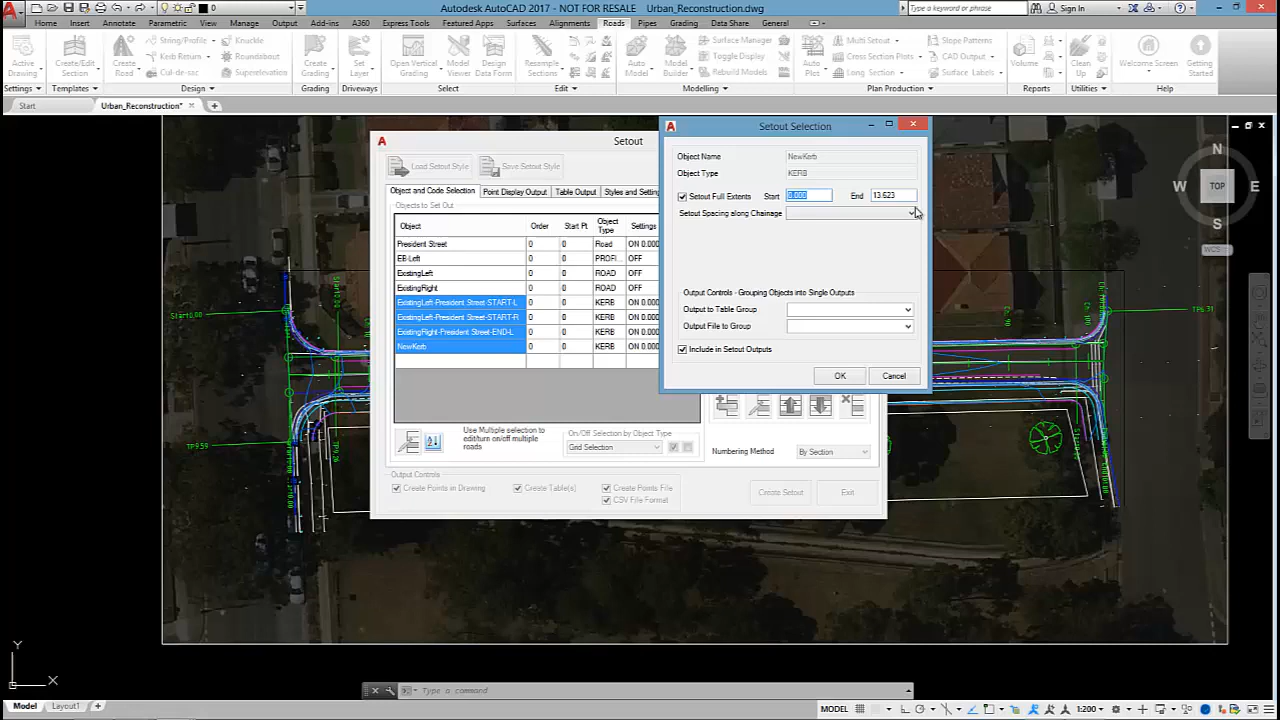 Autodesk AutoCAD 2017 - NOT FOR RESALE   Urban_Reconstruction.dwg
Type a keyword or phrase
Sign In
0
Home Insert Annotate Parametric View Manage Output Add-ins A360 Express Tools Featured Apps Surfaces Alignments Roads Pipes Grading Data Share General
Active Drawing
Create/Edit Section
Create Road
String/Profile
Kerb Return
Cul-de-sac
Knuckle
Roundabout
Superelevation
Create Grading
Set Layer
Open Vertical Grading
Model Viewer
Design Data Form
Resample Sections
Auto Model
Model Builder
Surface Manager
Toggle Display
Rebuild Models
Auto Plot
Multi Setout
Cross Section Plots
Long Section
Slope Patterns
CAD Output
Surface Labels
Volume
Clean Up
Welcome Screen
Getting Started
Settings Templates Design Grading Driveways Select Edit Modelling Plan Production Reports Utilities Help
Start
Urban_Reconstruction*
Setout
Load Setout Style
Save Setout Style
Object and Code Selection
Point Display Output
Table Output
Styles and Setting
Objects to Set Out
Object Order Start Pt Object Type Settings
President Street 0 0 Road ON 0.000
EB-Left 0 0 PROFI... OFF
ExistingLeft 0 0 ROAD OFF
ExistingRight 0 0 ROAD OFF
ExistingLeft-President Street-START-L 0 0 KERB ON 0.000
ExistingLeft-President Street-START-R 0 0 KERB ON 0.000
ExistingRight-President Street-END-L 0 0 KERB ON 0.000
NewKerb 0 0 KERB ON 0.000
Use Multiple selection to edit/turn on/off multiple roads
On/Off Selection by Object Type
Grid Selection
Numbering Method
By Section
Output Controls
Create Points in Drawing
Create Table(s)
Create Points File
CSV File Format
Create Setout
Exit
Setout Selection
Object Name NewKerb
Object Type KERB
Setout Full Extents Start 0.000 End 13.623
Setout Spacing along Chainage
Output Controls - Grouping Objects into Single Outputs
Output to Table Group
Output File to Group
Include in Setout Outputs
OK
Cancel
N
W
TOP
E
S
WCS
Start0.00
TP9.59
TP6.31
Y
X
Type a command
Model
Layout1
MODEL
1:200